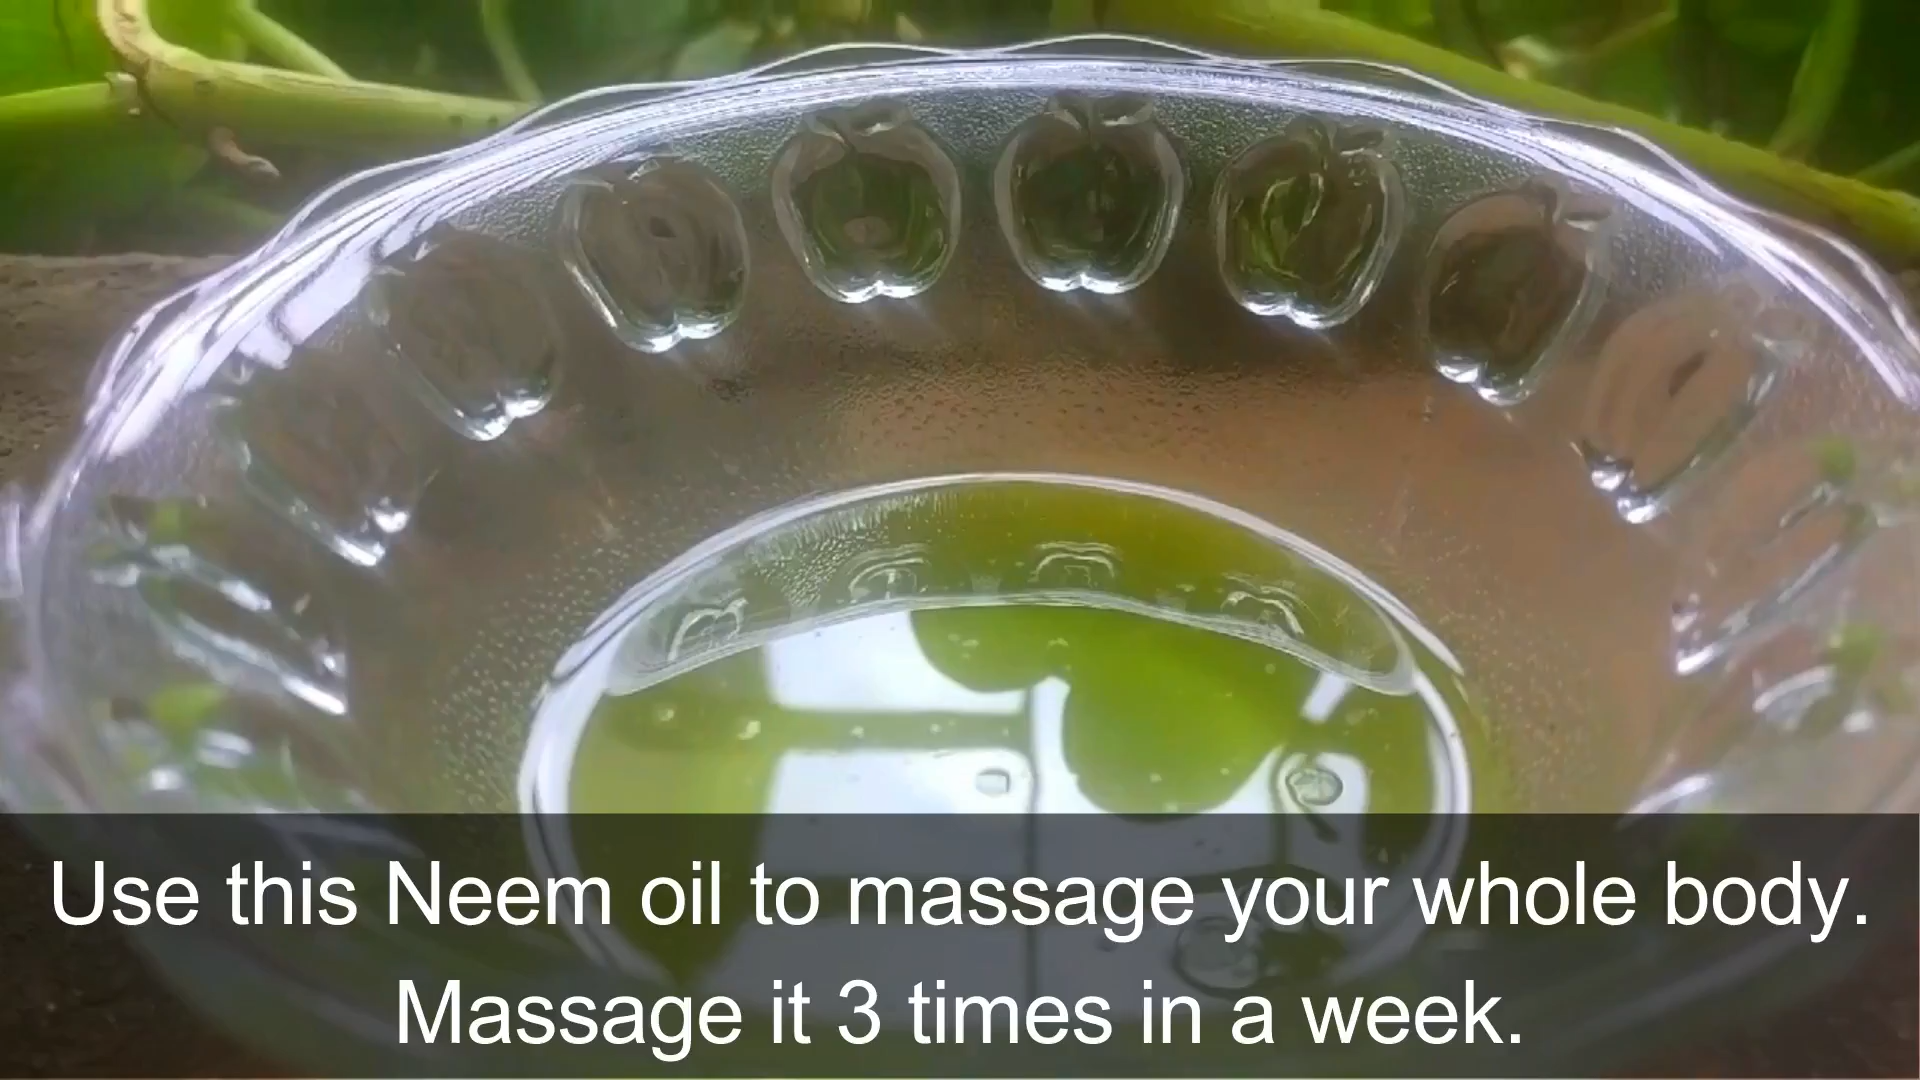 Use this Neem oil to massage your whole body.
Massage it 3 times in a week.